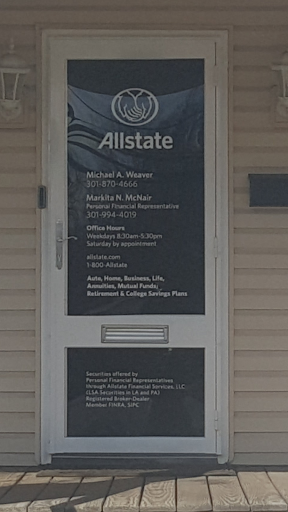 Allstate
Michael A. Weaver
301-870-4666
Markita N. McNair
Personal Financial Representative
301-994-4019
Office Hours
Weekdays 8:30am-5:30pm
Saturday by appointment
allstate.com
1-800-Allstate
Auto, Home, Business, Life,
Annuities, Mutual Funds,
Retirement & College Savings Plans
Securities offered by
Personal Financial Representatives
through Allstate Financial Services, LLC
(LSA Securities in LA and PA)
Registered Broker-Dealer
Member FINRA, SIPC